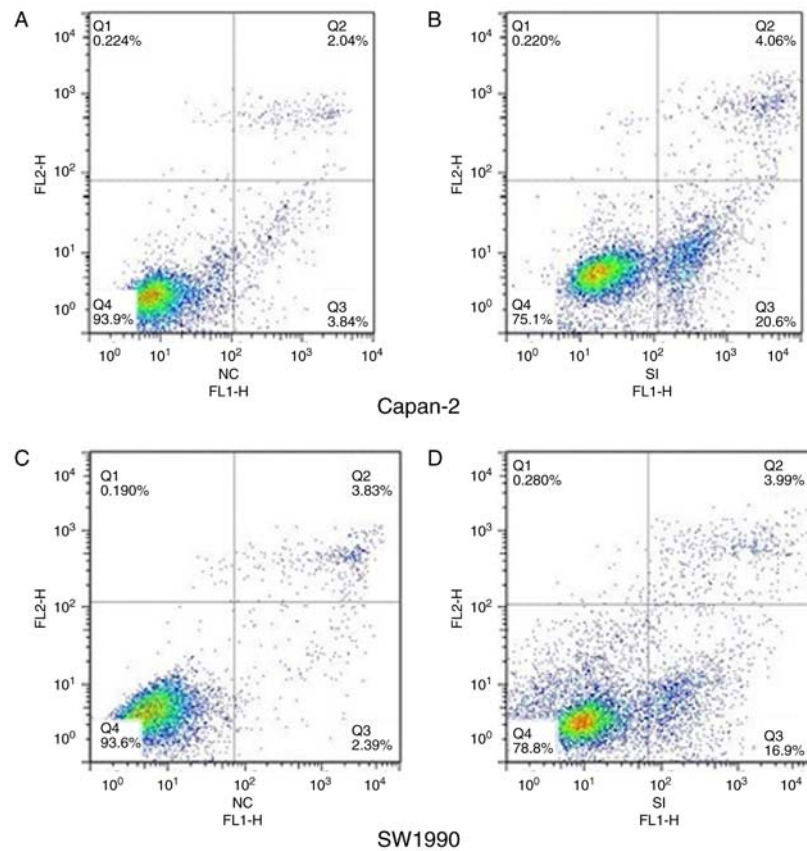 A
Q1
0.224%
Q2
2.04%
10⁴
10³
10²
10¹
10⁰
FL2-H
Q4
93.9%
Q3
3.84%
10⁰ 10¹ 10² 10³ 10⁴
NC
FL1-H
B
Q1
0.220%
Q2
4.06%
10⁴
10³
10²
10¹
10⁰
FL2-H
Q4
75.1%
Q3
20.6%
10⁰ 10¹ 10² 10³ 10⁴
SI
FL1-H
Capan-2
C
Q1
0.190%
Q2
3.83%
10⁴
10³
10²
10¹
10⁰
FL2-H
Q4
93.6%
Q3
2.39%
10⁰ 10¹ 10² 10³ 10⁴
NC
FL1-H
D
Q1
0.280%
Q2
3.99%
10⁴
10³
10²
10¹
10⁰
FL2-H
Q4
78.8%
Q3
16.9%
10⁰ 10¹ 10² 10³ 10⁴
SI
FL1-H
SW1990